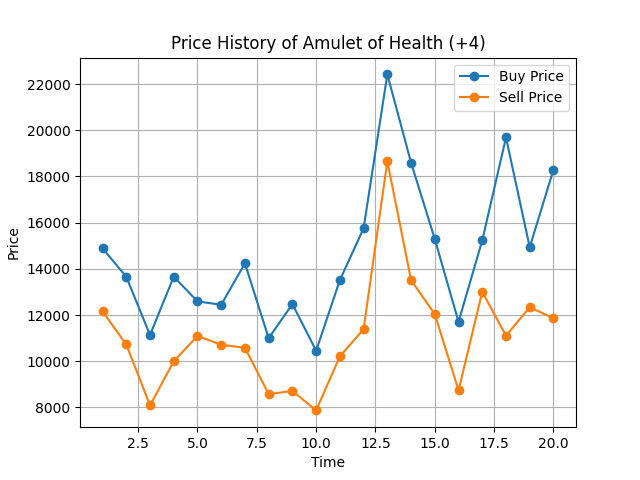 Price History of Amulet of Health (+4)
Buy Price
Sell Price
22000
20000
18000
16000
14000
12000
10000
8000
Price
2.5 5.0 7.5 10.0 12.5 15.0 17.5 20.0
Time